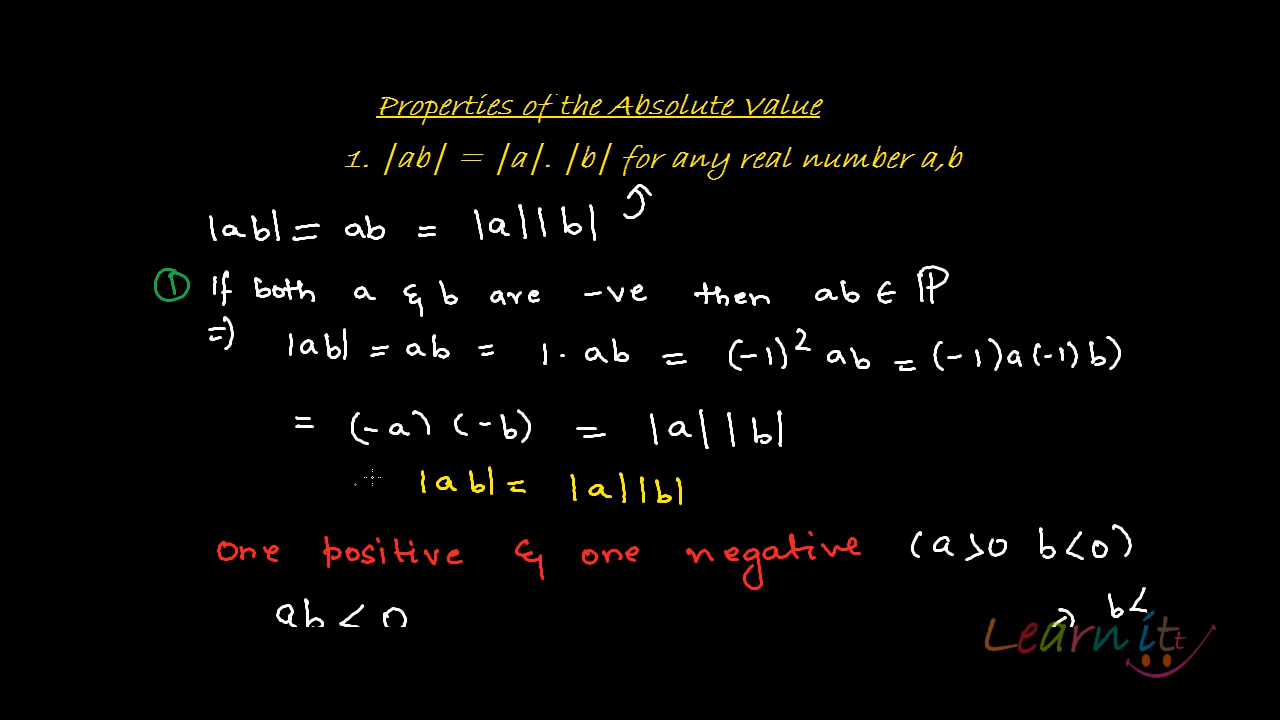 Properties of the Absolute Value
1. |ab| = |a|. |b| for any real number a,b
|ab| = ab = |a||b|
① If both a & b are -ve then ab ∈ ℙ
=) |ab| = ab = 1. ab = (-1)² ab = (-1)a(-1)b)
= (-a) (-b) = |a||b|
|ab| = |a||b|
one positive & one negative (a>0 b<0)
ab < 0
b<
Learn itt